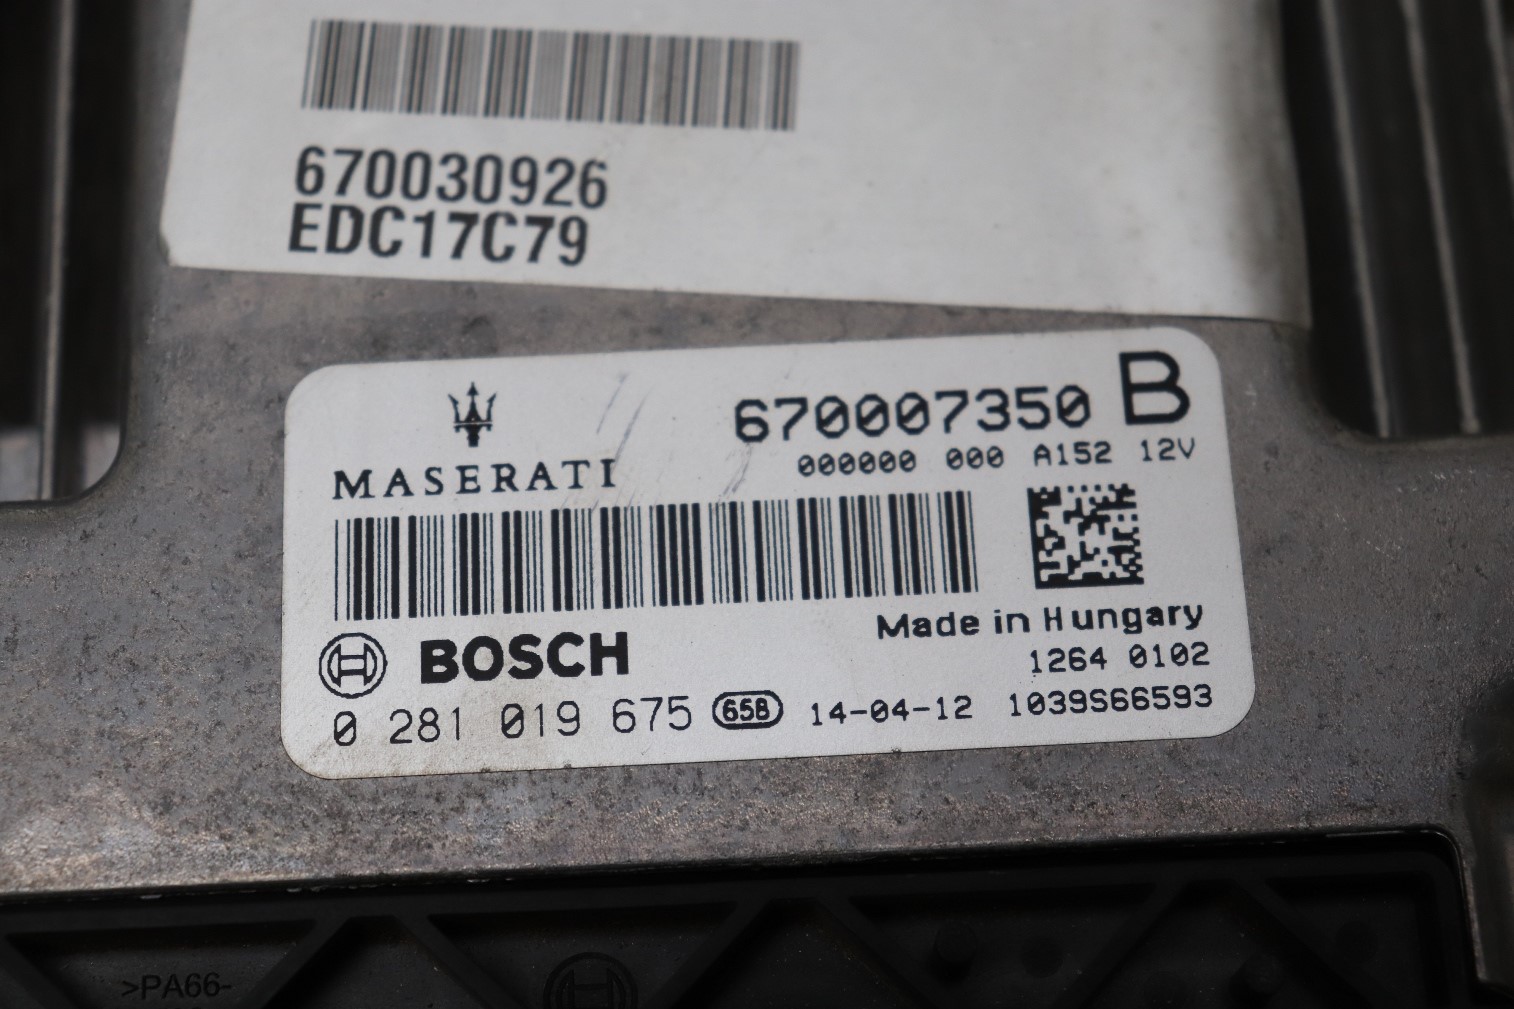 670030926
EDC17C79
670007350 B
000000 000 A152 12V
MASERATI
Made in Hungary
BOSCH
1264 0102
0 281 019 675 65B 14-04-12 1039S66593
>PA66-